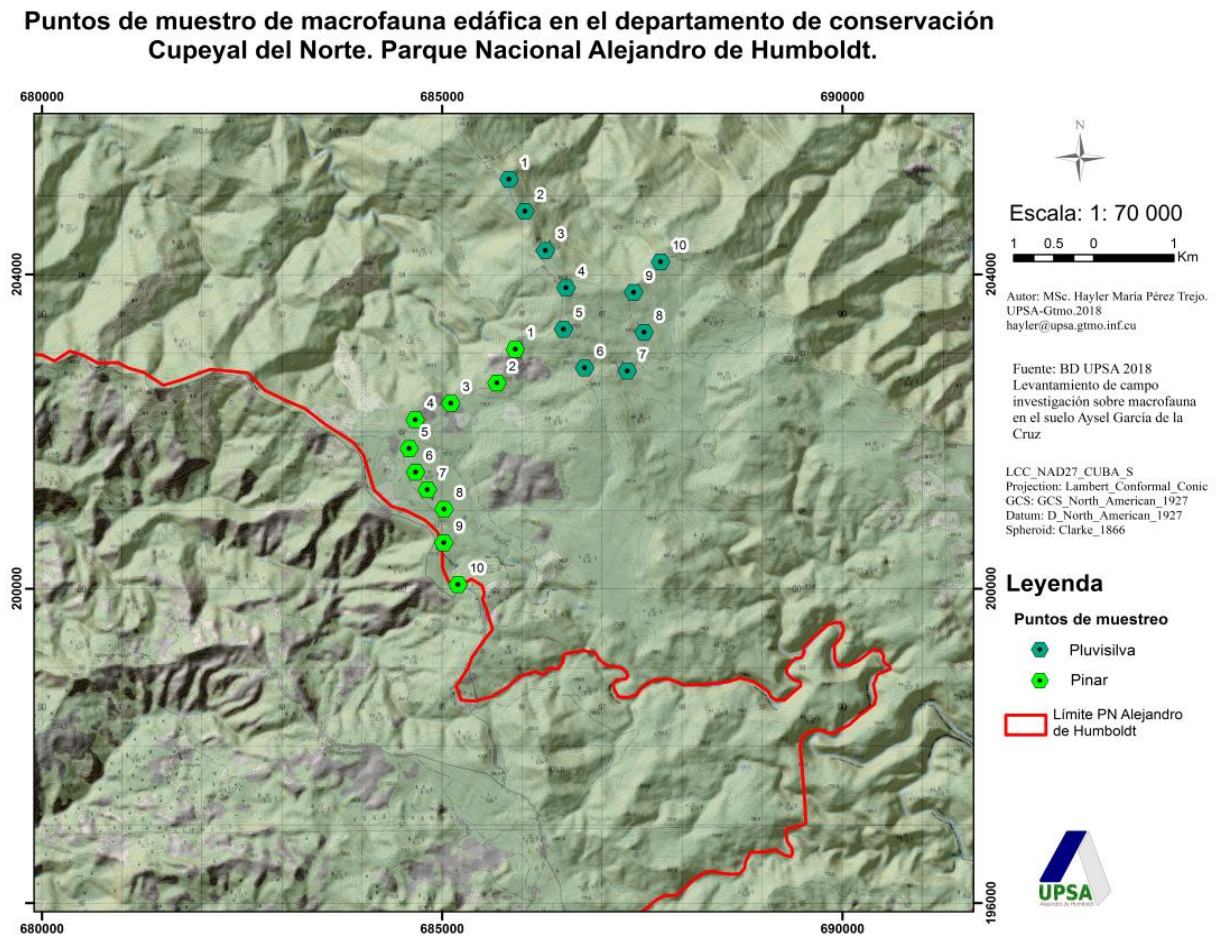 Puntos de muestro de macrofauna edáfica en el departamento de conservación
Cupeyal del Norte. Parque Nacional Alejandro de Humboldt.
680000
685000
690000
204000
200000
204000
200000
196000
1
2
3
4
5
6
7
8
9
10
1
2
3
4
5
6
7
8
9
10
680000
685000
690000
N
Escala: 1: 70 000
1 0.5 0 1
Km
Autor: MSc. Hayler María Pérez Trejo.
UPSA-Gtmo.2018
hayler@upsa.gtmo.inf.cu
Fuente: BD UPSA 2018
Levantamiento de campo
investigación sobre macrofauna
en el suelo Aysel García de la
Cruz
LCC_NAD27_CUBA_S
Projection: Lambert_Conformal_Conic
GCS: GCS_North_American_1927
Datum: D_North_American_1927
Spheroid: Clarke_1866
Leyenda
Puntos de muestreo
Pluvisilva
Pinar
Límite PN Alejandro
de Humboldt
UPSA
Alejandro de Humboldt